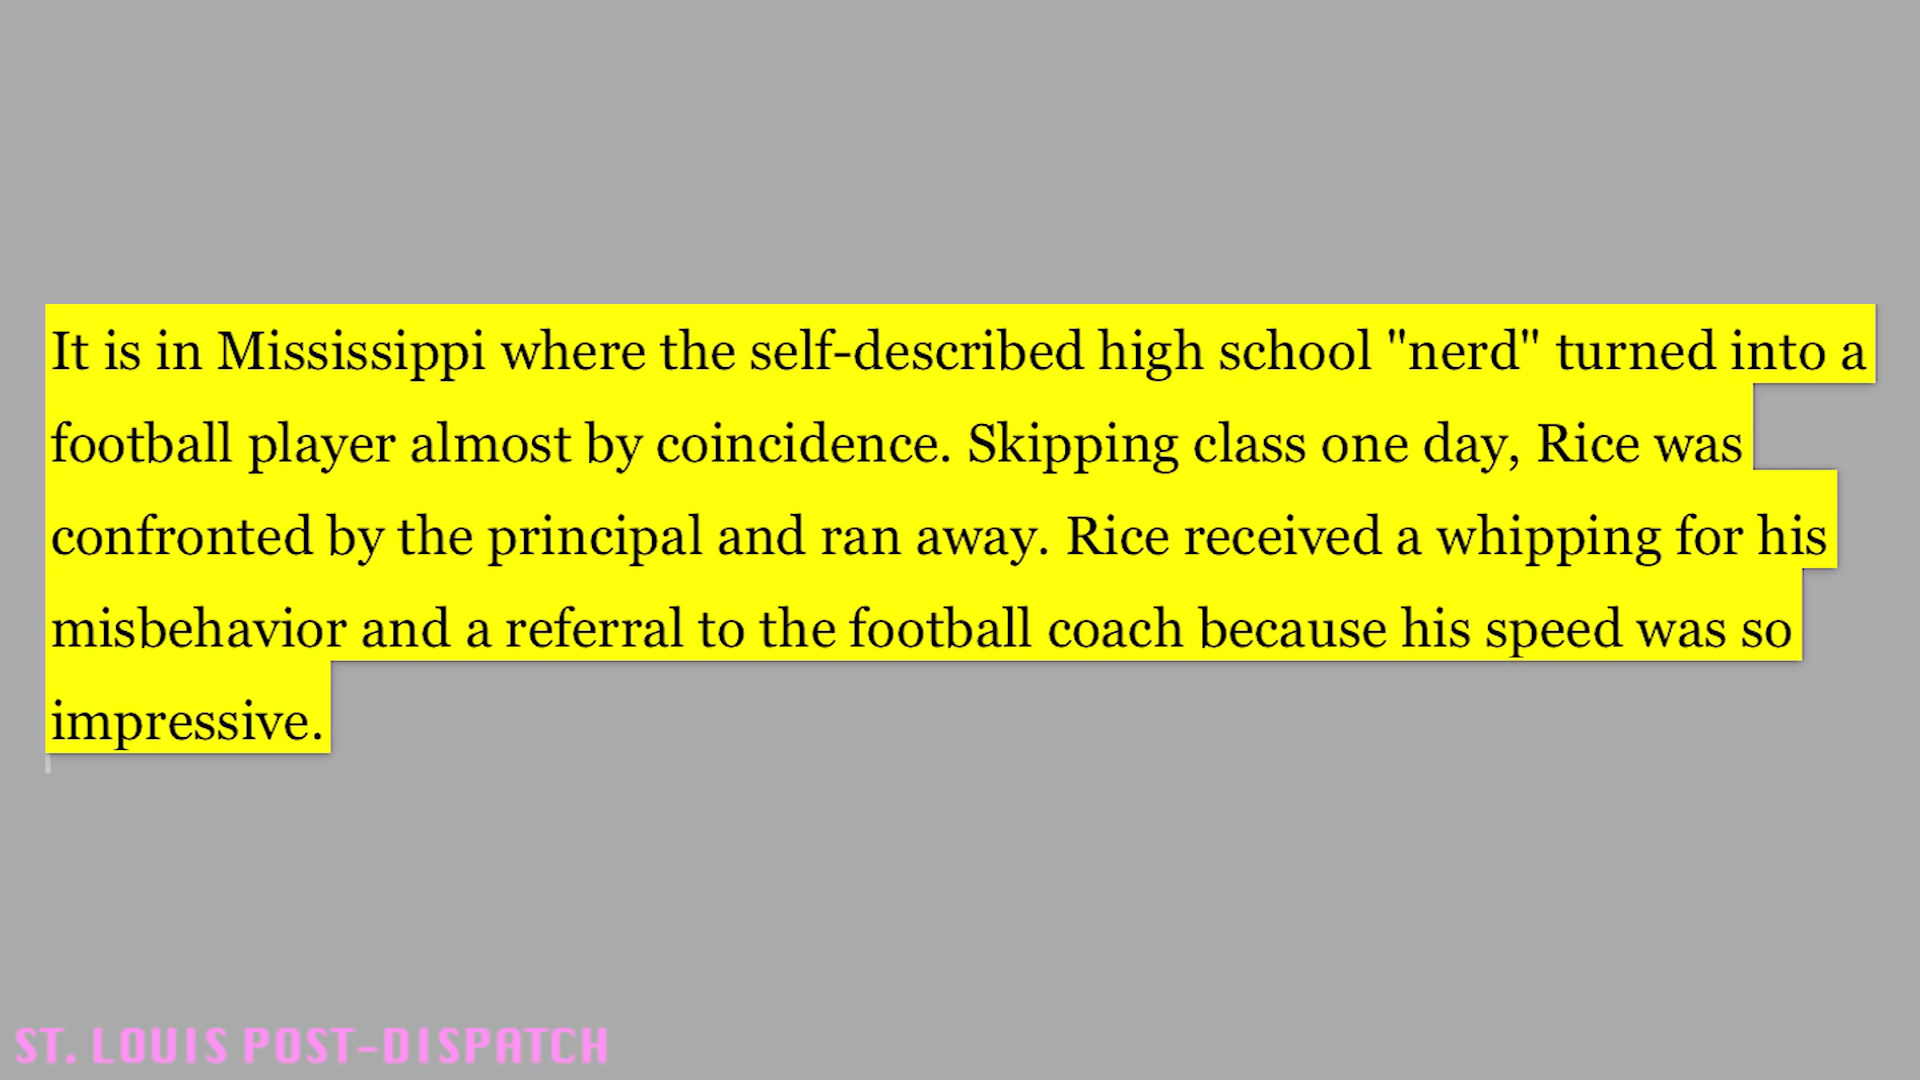 It is in Mississippi where the self-described high school "nerd" turned into a
football player almost by coincidence. Skipping class one day, Rice was
confronted by the principal and ran away. Rice received a whipping for his
misbehavior and a referral to the football coach because his speed was so
impressive.
ST. LOUIS POST-DISPATCH